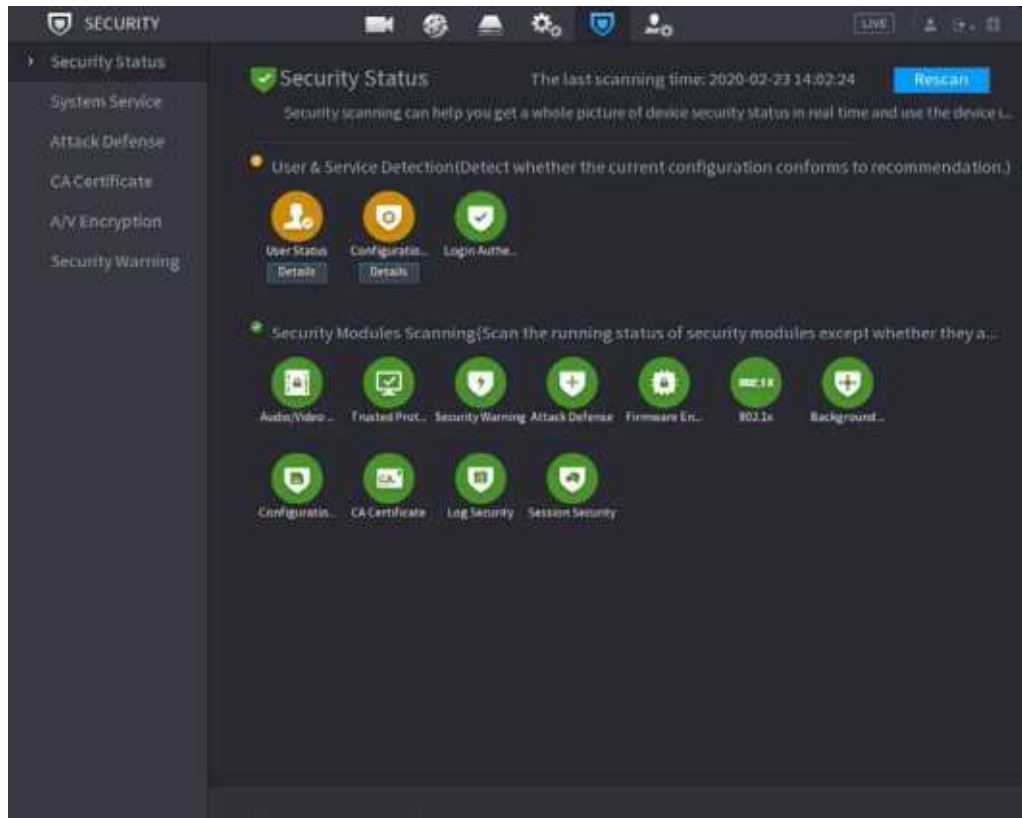 SECURITY
LIVE
Security Status
System Service
Attack Defense
CA Certificate
A/V Encryption
Security Warning
Security Status
The last scanning time: 2020-02-23 14:02:24
Rescan
Security scanning can help you get a whole picture of device security status in real time and use the device s...
User & Service Detection(Detect whether the current configuration conforms to recommendation.)
User Status
Configuratio...
Login Authe...
Details
Details
Security Modules Scanning(Scan the running status of security modules except whether they a...
802.1X
Audio/Video ...
Trusted Prot...
Security Warning
Attack Defense
Firmware En...
802.1x
Background...
CA
Configuratio...
CA Certificate
Log Security
Session Security